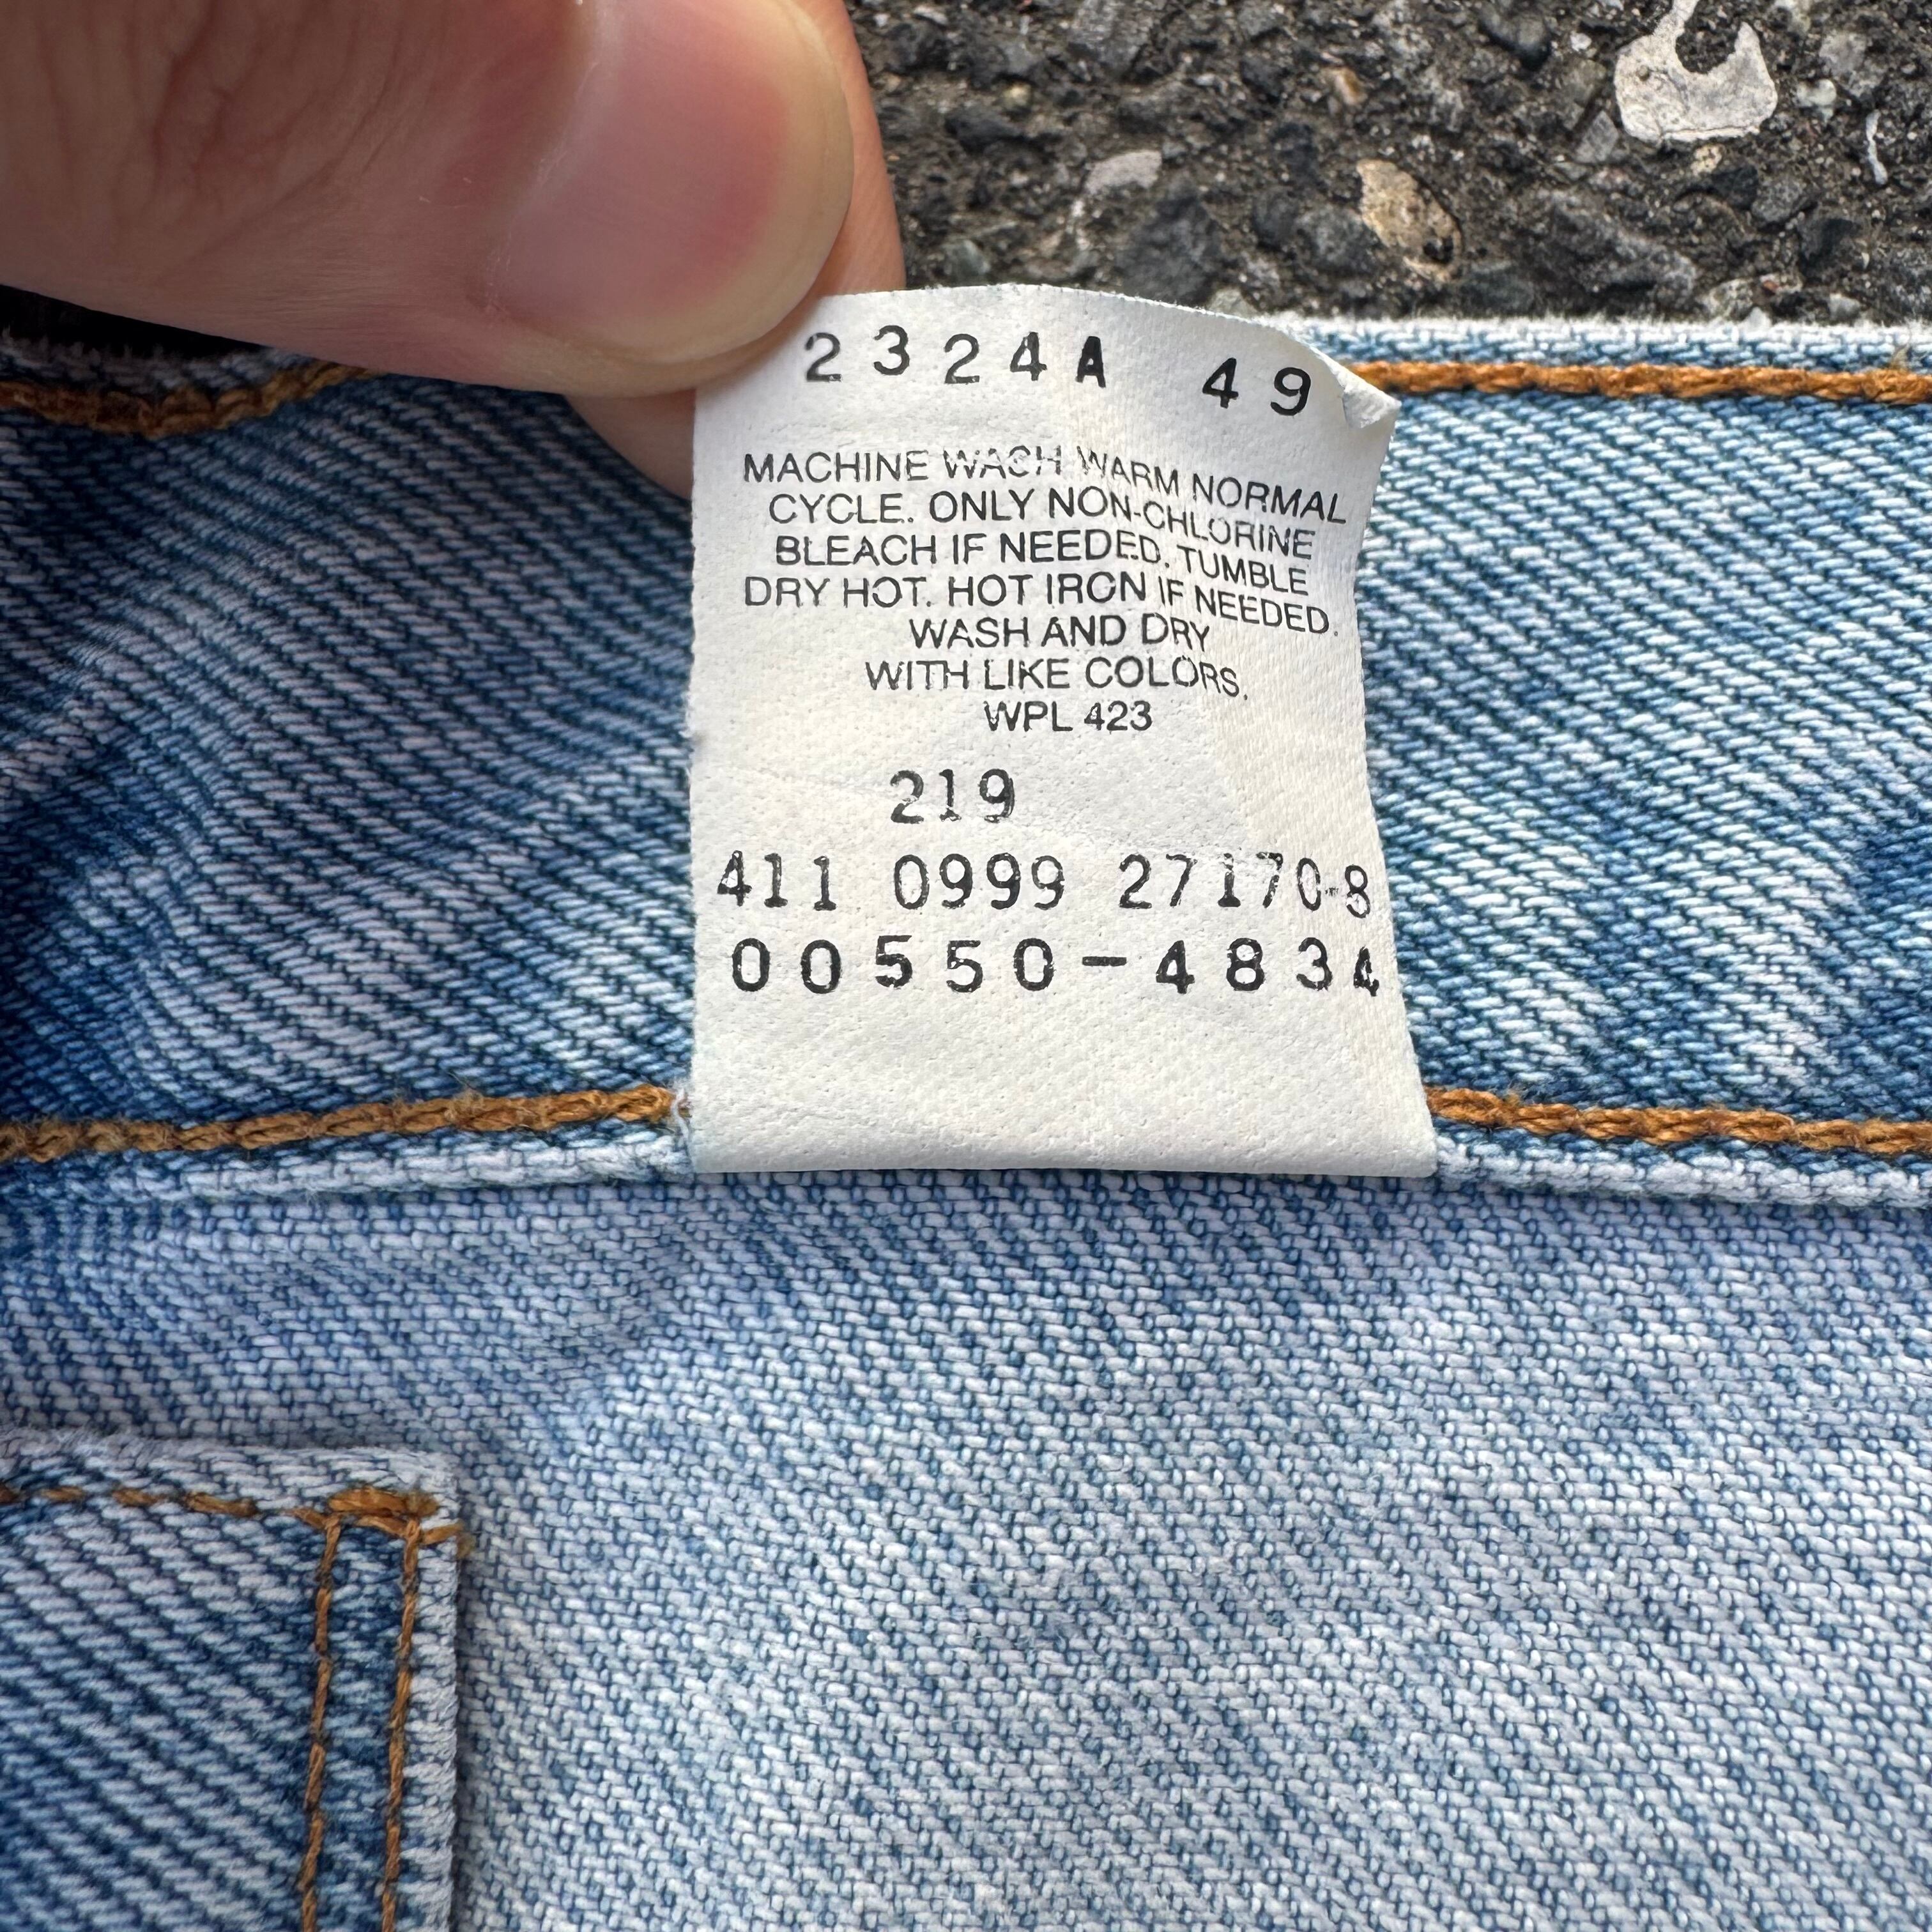 2324A 49
MACHINE WASH WARM NORMAL
CYCLE. ONLY NON-CHLORINE
BLEACH IF NEEDED. TUMBLE
DRY HOT. HOT IRON IF NEEDED.
WASH AND DRY
WITH LIKE COLORS.
WPL 423
219
411 0999 27170-8
00550-4834